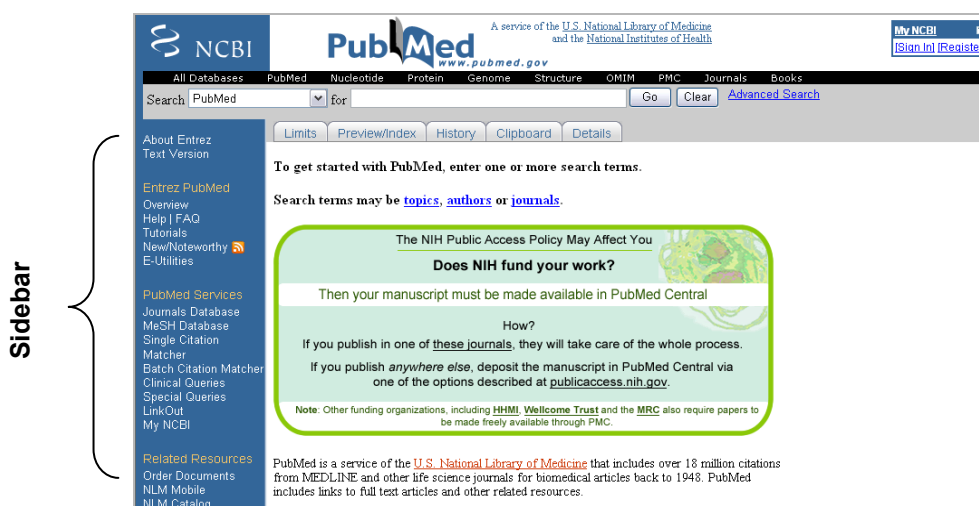 NCBI
PubMed
www.pubmed.gov
A service of the U.S. National Library of Medicine
and the National Institutes of Health
My NCBI
[Sign In] [Registe
All Databases PubMed Nucleotide Protein Genome Structure OMIM PMC Journals Books
Search PubMed for Go Clear Advanced Search
Limits Preview/Index History Clipboard Details
Sidebar
About Entrez
Text Version
Entrez PubMed
Overview
Help | FAQ
Tutorials
New/Noteworthy
E-Utilities
PubMed Services
Journals Database
MeSH Database
Single Citation
Matcher
Batch Citation Matcher
Clinical Queries
Special Queries
LinkOut
My NCBI
Related Resources
Order Documents
NLM Mobile
NLM Catalog
To get started with PubMed, enter one or more search terms.
Search terms may be topics, authors or journals.
The NIH Public Access Policy May Affect You
Does NIH fund your work?
Then your manuscript must be made available in PubMed Central
How?
If you publish in one of these journals, they will take care of the whole process.
If you publish anywhere else, deposit the manuscript in PubMed Central via
one of the options described at publicaccess.nih.gov.
Note: Other funding organizations, including HHMI, Wellcome Trust and the MRC also require papers to
be made freely available through PMC.
PubMed is a service of the U.S. National Library of Medicine that includes over 18 million citations
from MEDLINE and other life science journals for biomedical articles back to 1948. PubMed
includes links to full text articles and other related resources.